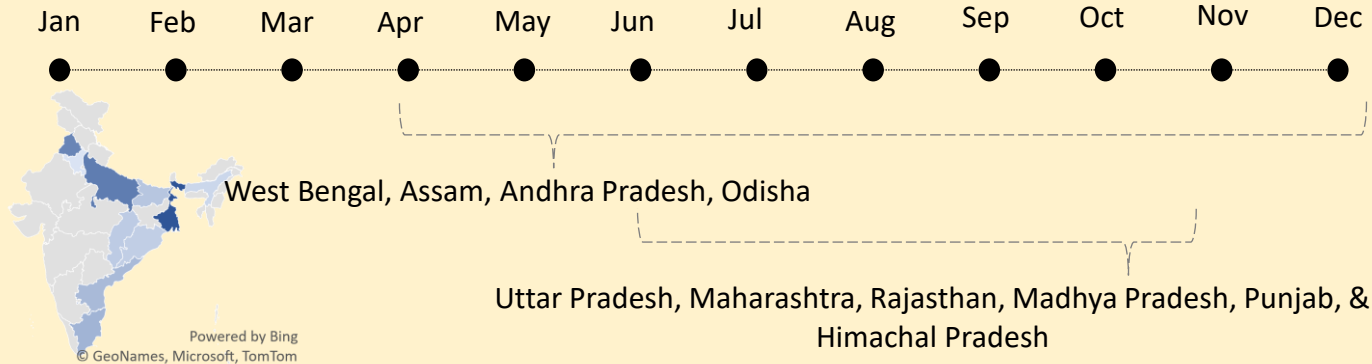 Jan Feb Mar Apr May Jun Jul Aug Sep Oct Nov Dec
West Bengal, Assam, Andhra Pradesh, Odisha
Uttar Pradesh, Maharashtra, Rajasthan, Madhya Pradesh, Punjab, &
Himachal Pradesh
Powered by Bing
© GeoNames, Microsoft, TomTom